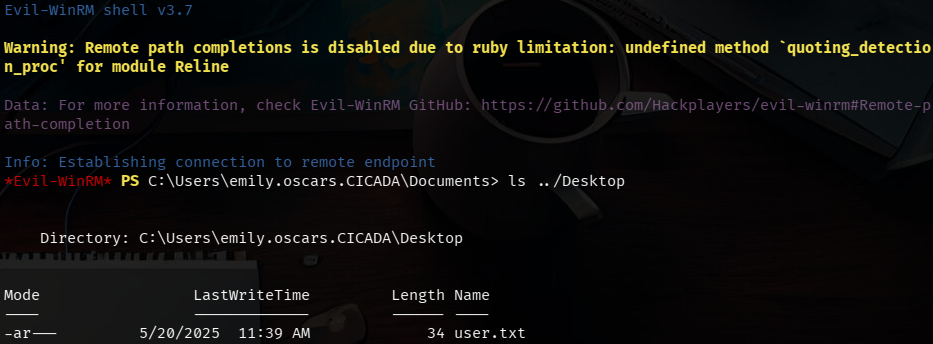 Evil-WinRM shell v3.7
Warning: Remote path completions is disabled due to ruby limitation: undefined method `quoting_detectio
n_proc' for module Reline
Data: For more information, check Evil-WinRM GitHub: https://github.com/Hackplayers/evil-winrm#Remote-p
ath-completion
Info: Establishing connection to remote endpoint
*Evil-WinRM* PS C:\Users\emily.oscars.CICADA\Documents> ls ../Desktop
Directory: C:\Users\emily.oscars.CICADA\Desktop
Mode                 LastWriteTime         Length Name
----                 -------------         ------ ----
-ar---         5/20/2025  11:39 AM             34 user.txt